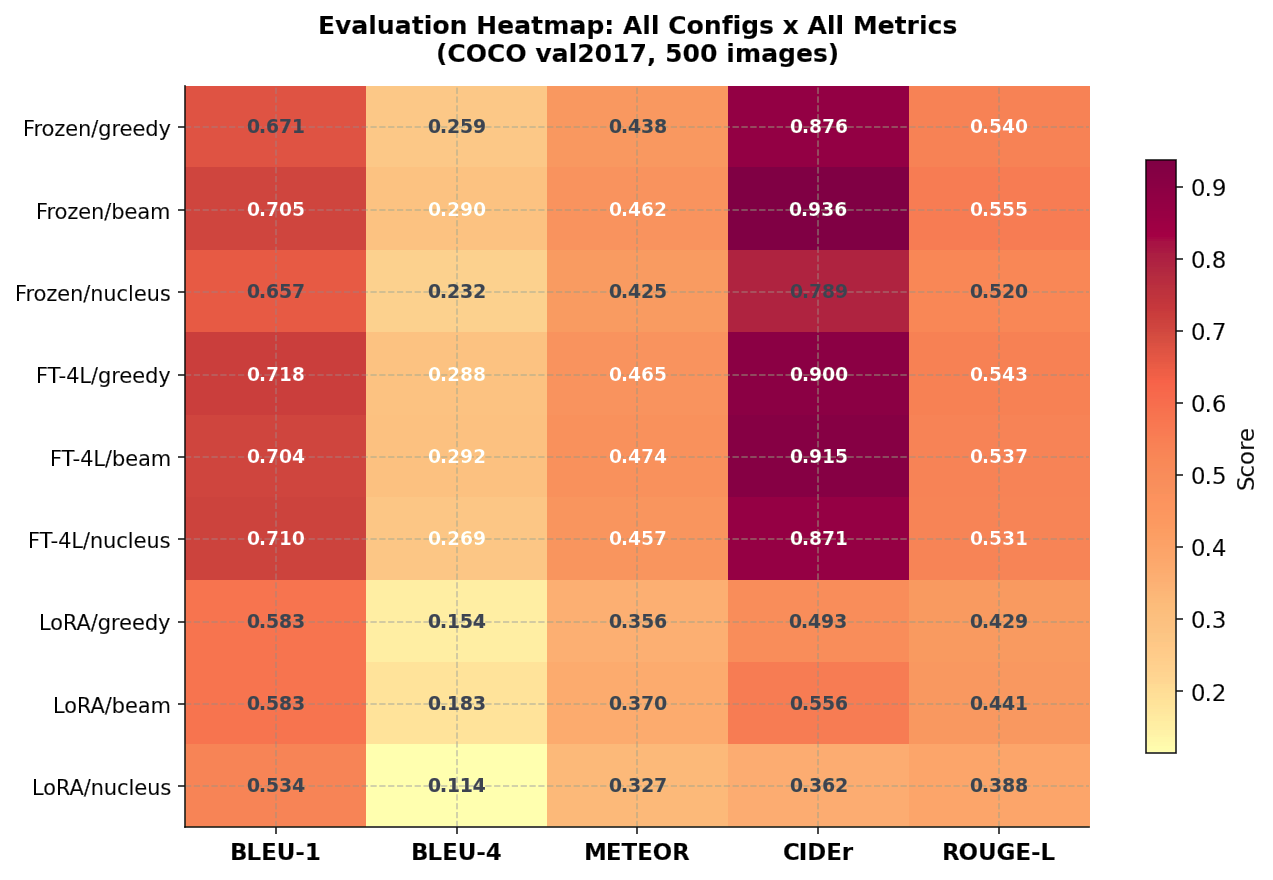 Evaluation Heatmap: All Configs x All Metrics
(COCO val2017, 500 images)
Frozen/greedy 0.671 0.259 0.438 0.876 0.540
Frozen/beam 0.705 0.290 0.462 0.936 0.555
Frozen/nucleus 0.657 0.232 0.425 0.789 0.520
FT-4L/greedy 0.718 0.288 0.465 0.900 0.543
FT-4L/beam 0.704 0.292 0.474 0.915 0.537
FT-4L/nucleus 0.710 0.269 0.457 0.871 0.531
LoRA/greedy 0.583 0.154 0.356 0.493 0.429
LoRA/beam 0.583 0.183 0.370 0.556 0.441
LoRA/nucleus 0.534 0.114 0.327 0.362 0.388
BLEU-1 BLEU-4 METEOR CIDEr ROUGE-L
0.9
0.8
0.7
0.6
0.5
0.4
0.3
0.2
Score